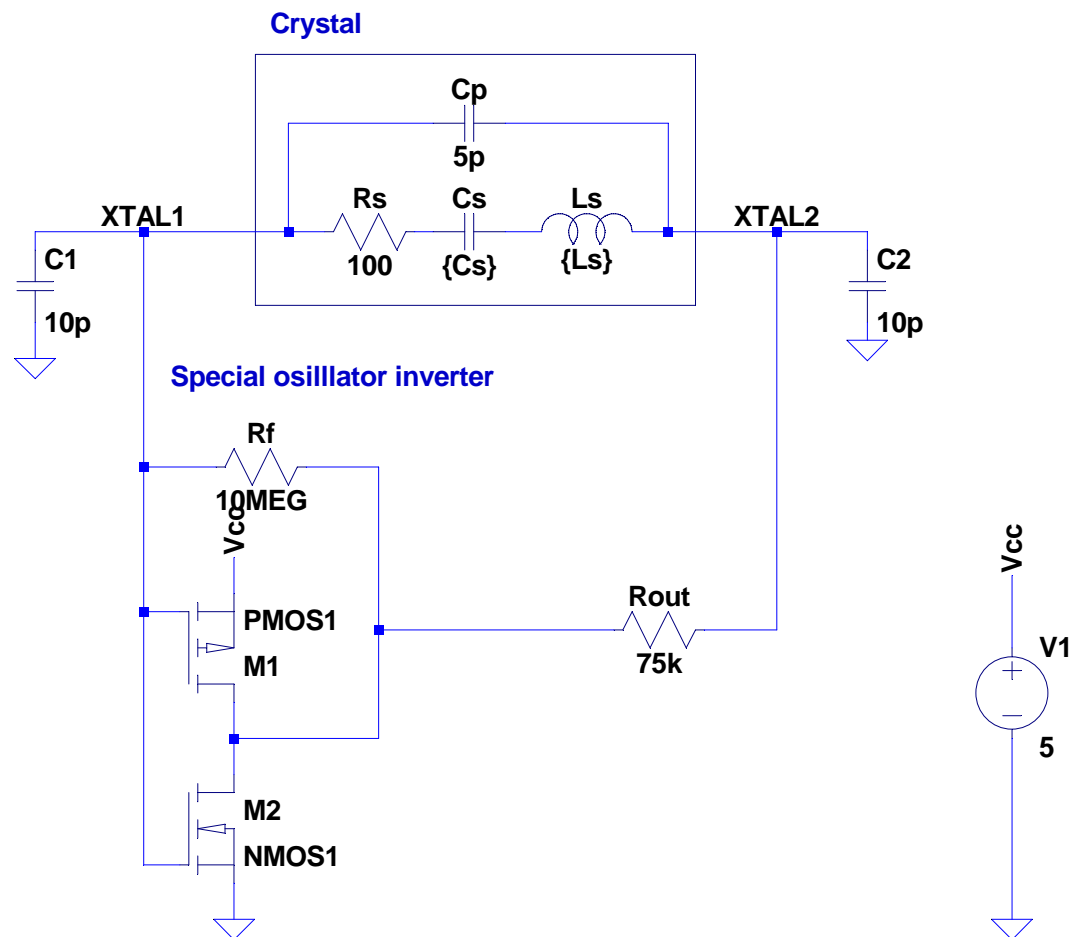 Crystal
Cp
5p
Rs
Cs
Ls
XTAL1
XTAL2
100
{Cs}
{Ls}
C1
10p
C2
10p
Special osilllator inverter
Rf
10MEG
Vcc
PMOS1
M1
Rout
75k
Vcc
V1
5
M2
NMOS1